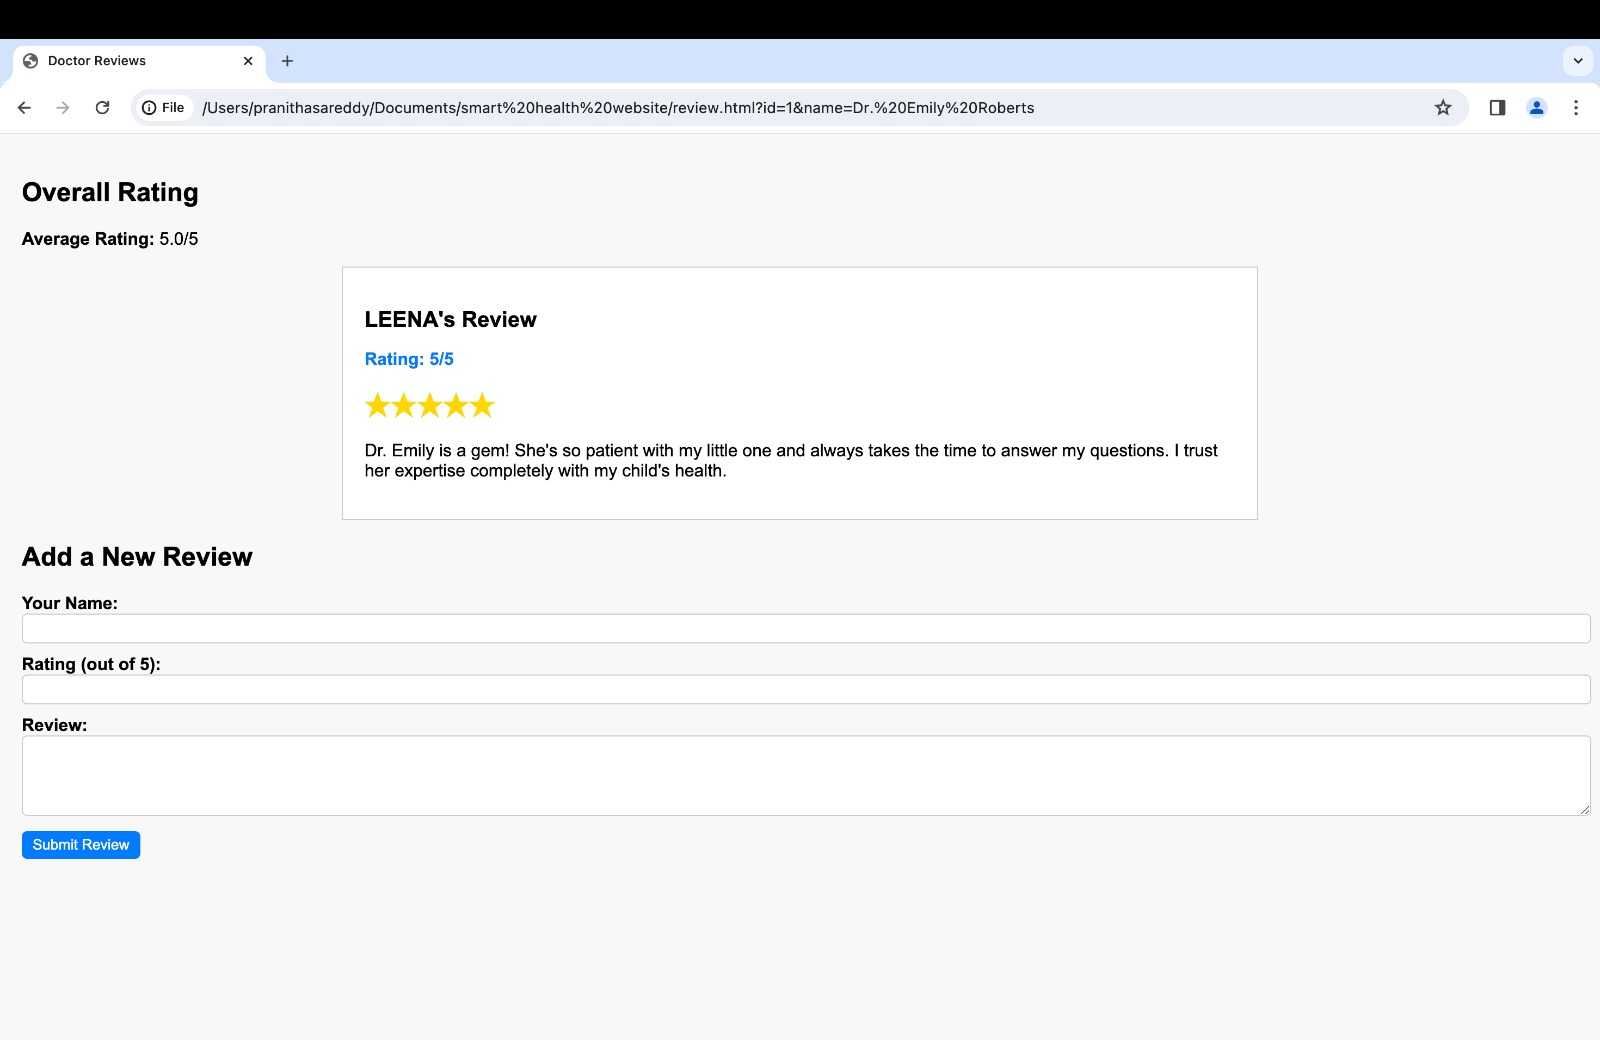 Doctor Reviews
File /Users/pranithasareddy/Documents/smart%20health%20website/review.html?id=1&name=Dr.%20Emily%20Roberts
Overall Rating
Average Rating: 5.0/5
LEENA's Review
Rating: 5/5
★★★★★
Dr. Emily is a gem! She's so patient with my little one and always takes the time to answer my questions. I trust
her expertise completely with my child's health.
Add a New Review
Your Name:
Rating (out of 5):
Review:
Submit Review